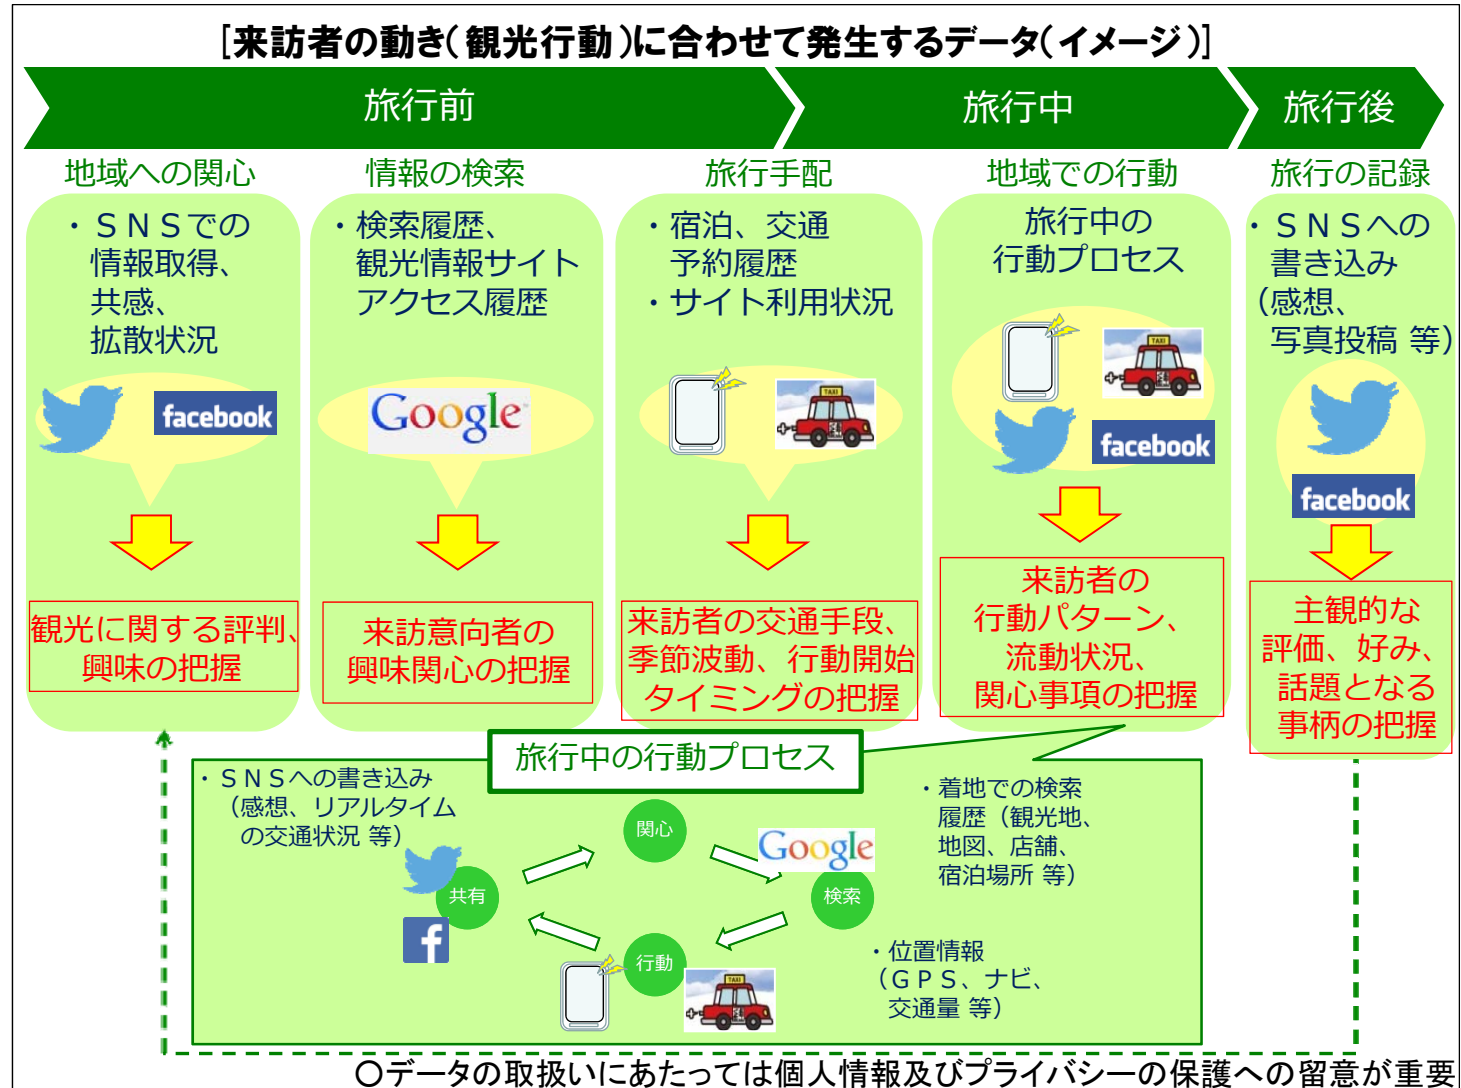 [来訪者の動き(観光行動)に合わせて発生するデータ(イメージ)]
旅行前
旅行中
旅行後
地域への関心
・ＳＮＳでの
情報取得、
共感、
拡散状況
facebook
観光に関する評判、
興味の把握
情報の検索
・検索履歴、
観光情報サイト
アクセス履歴
Google
来訪意向者の
興味関心の把握
旅行手配
・宿泊、交通
予約履歴
・サイト利用状況
TAXI
来訪者の交通手段、
季節波動、行動開始
タイミングの把握
地域での行動
旅行中の
行動プロセス
TAXI
facebook
来訪者の
行動パターン、
流動状況、
関心事項の把握
旅行の記録
・ＳＮＳへの
書き込み
（感想、
写真投稿 等）
facebook
主観的な
評価、好み、
話題となる
事柄の把握
旅行中の行動プロセス
・ＳＮＳへの書き込み
（感想、リアルタイム
の交通状況 等）
関心
Google
検索
行動
TAXI
共有
f
・着地での検索
履歴（観光地、
地図、店舗、
宿泊場所 等）
・位置情報
（ＧＰＳ、ナビ、
交通量 等）
〇データの取扱いにあたっては個人情報及びプライバシーの保護への留意が重要